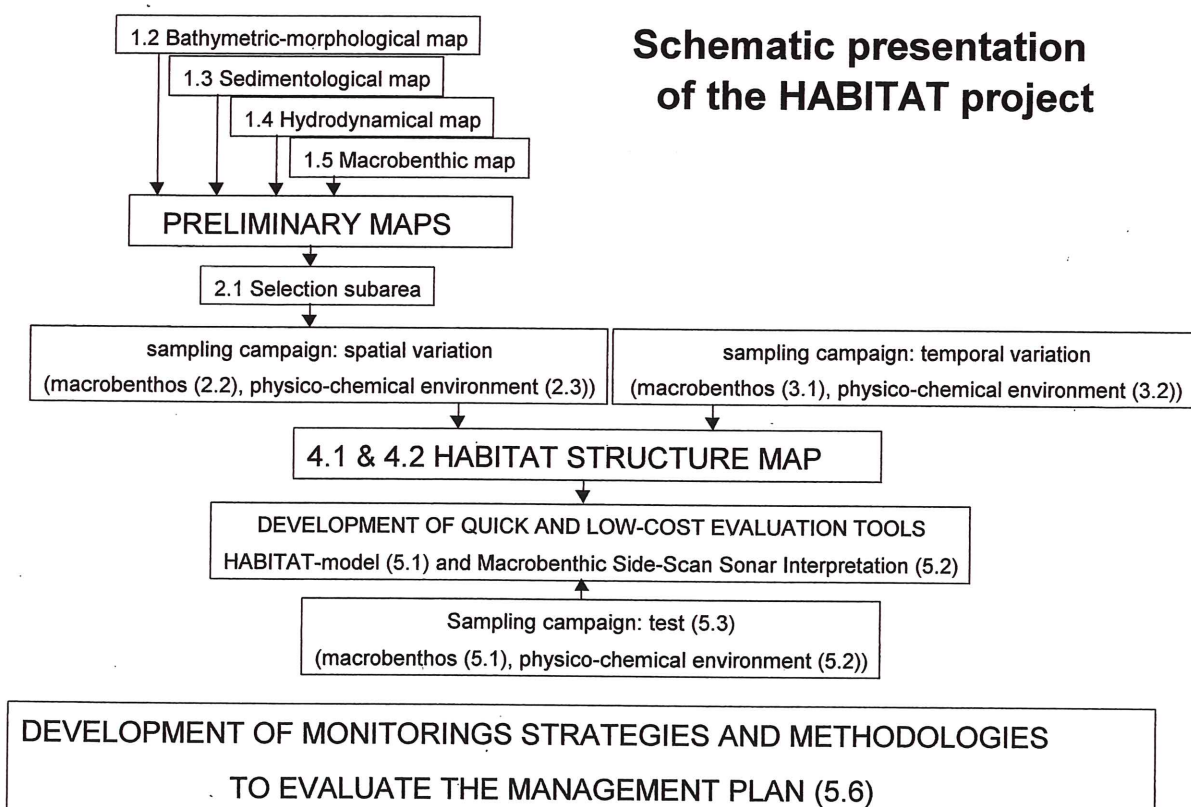 Schematic presentation
of the HABITAT project
1.2 Bathymetric-morphological map
1.3 Sedimentological map
1.4 Hydrodynamical map
1.5 Macrobenthic map
PRELIMINARY MAPS
2.1 Selection subarea
sampling campaign: spatial variation
(macrobenthos (2.2), physico-chemical environment (2.3))
sampling campaign: temporal variation
(macrobenthos (3.1), physico-chemical environment (3.2))
4.1 & 4.2 HABITAT STRUCTURE MAP
DEVELOPMENT OF QUICK AND LOW-COST EVALUATION TOOLS
HABITAT-model (5.1) and Macrobenthic Side-Scan Sonar Interpretation (5.2)
Sampling campaign: test (5.3)
(macrobenthos (5.1), physico-chemical environment (5.2))
DEVELOPMENT OF MONITORINGS STRATEGIES AND METHODOLOGIES
TO EVALUATE THE MANAGEMENT PLAN (5.6)